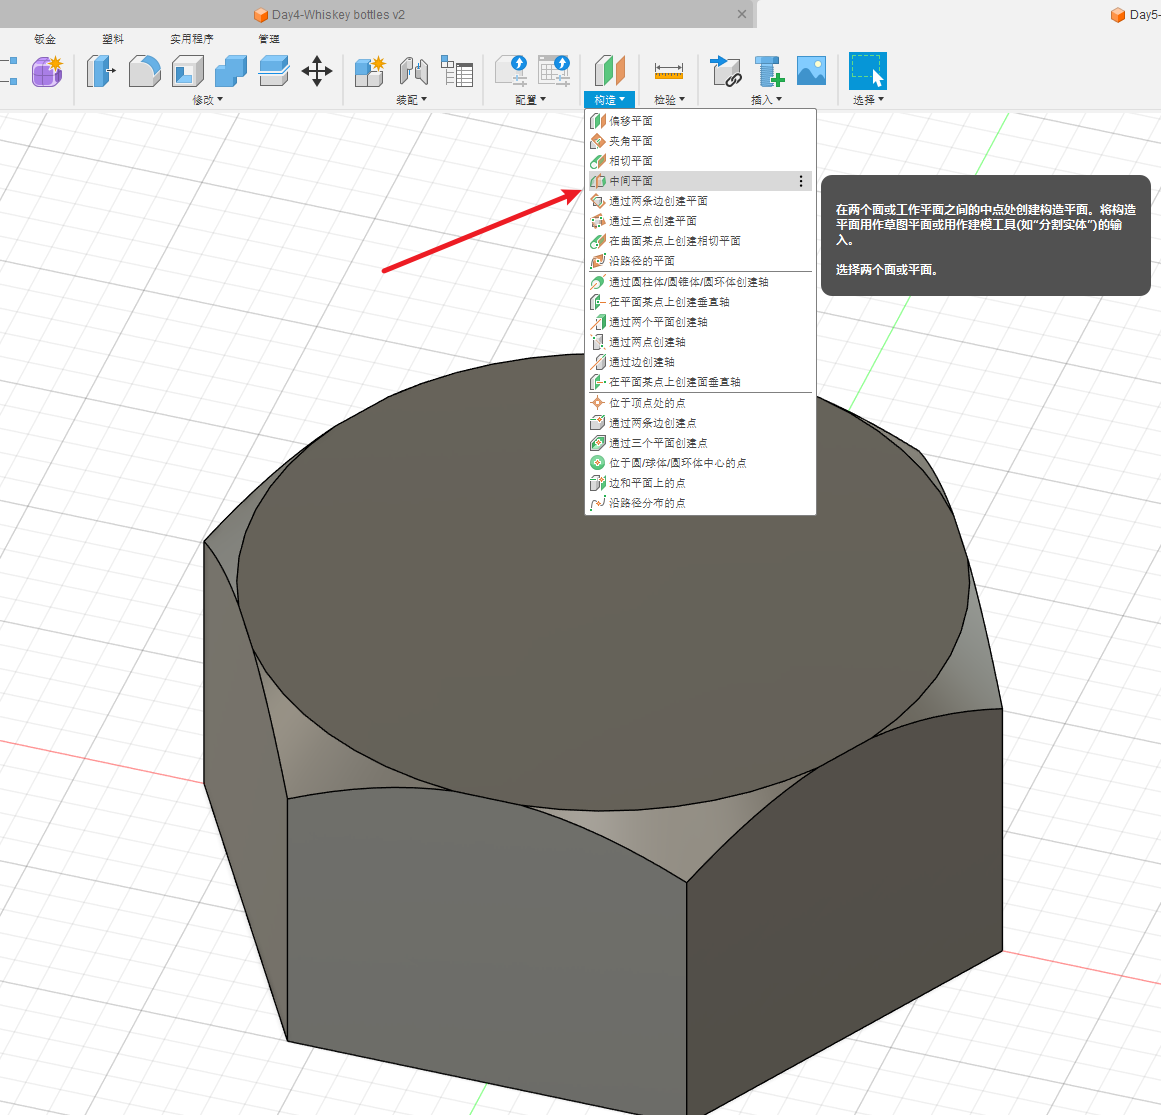 Day4-Whiskey bottles v2
Day5-
钣金 塑料 实用程序 管理
修改 装配 配置 构造 检验 插入 选择
偏移平面
夹角平面
相切平面
中间平面
通过两条边创建平面
通过三点创建平面
在曲面某点上创建相切平面
沿路径的平面
通过圆柱体/圆锥体/圆环体创建轴
在平面某点上创建垂直轴
通过两个平面创建轴
通过两点创建轴
通过边创建轴
在平面某点上创建面垂直轴
位于顶点处的点
通过两条边创建点
通过三个平面创建点
位于圆/球体/圆环体中心的点
边和平面上的点
沿路径分布的点
在两个面或工作平面之间的中点处创建构造平面。将构造
平面用作草图平面或用作建模工具(如“分割实体”)的输
入。
选择两个面或平面。